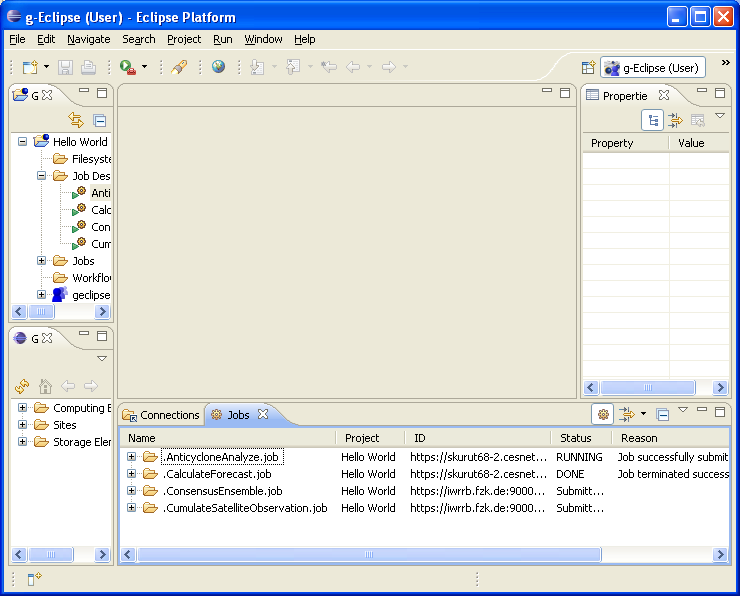 g-Eclipse (User) - Eclipse Platform
File Edit Navigate Search Project Run Window Help
g-Eclipse (User)
G
Hello World
Filesyste
Job Des
Anti
Calc
Con
Cum
Jobs
Workflo
geclipse
Propertie
Property Value
G
Computing E
Sites
Storage Eler
Connections Jobs
Name Project ID Status Reason
.AnticycloneAnalyze.job Hello World https://skurut68-2.cesnet... RUNNING Job successfully submit
.CalculateForecast.job Hello World https://skurut68-2.cesnet... DONE Job terminated success
.ConsensusEnsemble.job Hello World https://iwrrb.fzk.de:9000... Submitt...
.CumulateSatelliteObservation.job Hello World https://iwrrb.fzk.de:9000... Submitt...